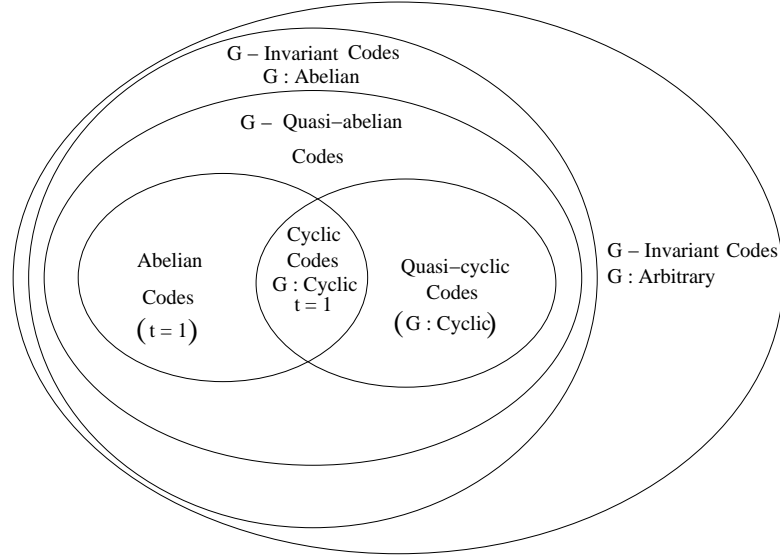 G – Invariant Codes
G : Abelian
G – Quasi–abelian
Codes
Abelian
Codes
( t = 1 )
Cyclic
Codes
G : Cyclic
t = 1
Quasi–cyclic
Codes
( G : Cyclic )
G – Invariant Codes
G : Arbitrary